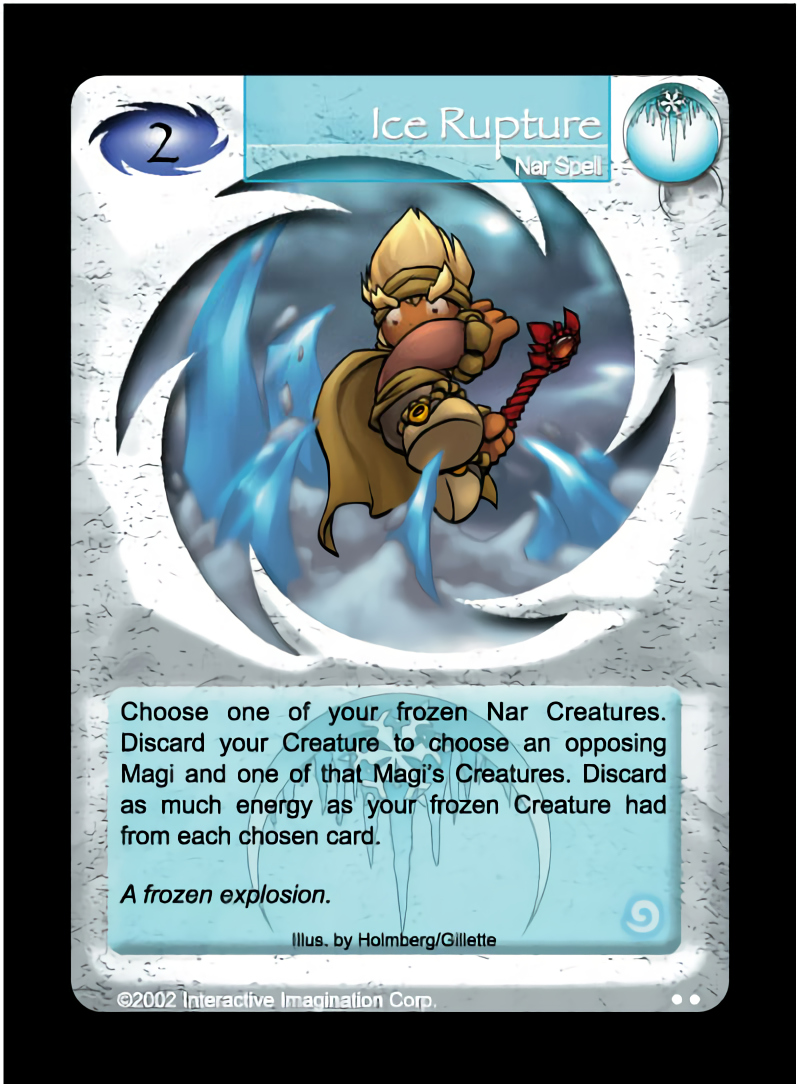 2
Ice Rupture
Nar Spell
Choose one of your frozen Nar Creatures.
Discard your Creature to choose an opposing
Magi and one of that Magi's Creatures. Discard
as much energy as your frozen Creature had
from each chosen card.
A frozen explosion.
Illus. by Holmberg/Gillette
©2002 Interactive Imagination Corp.